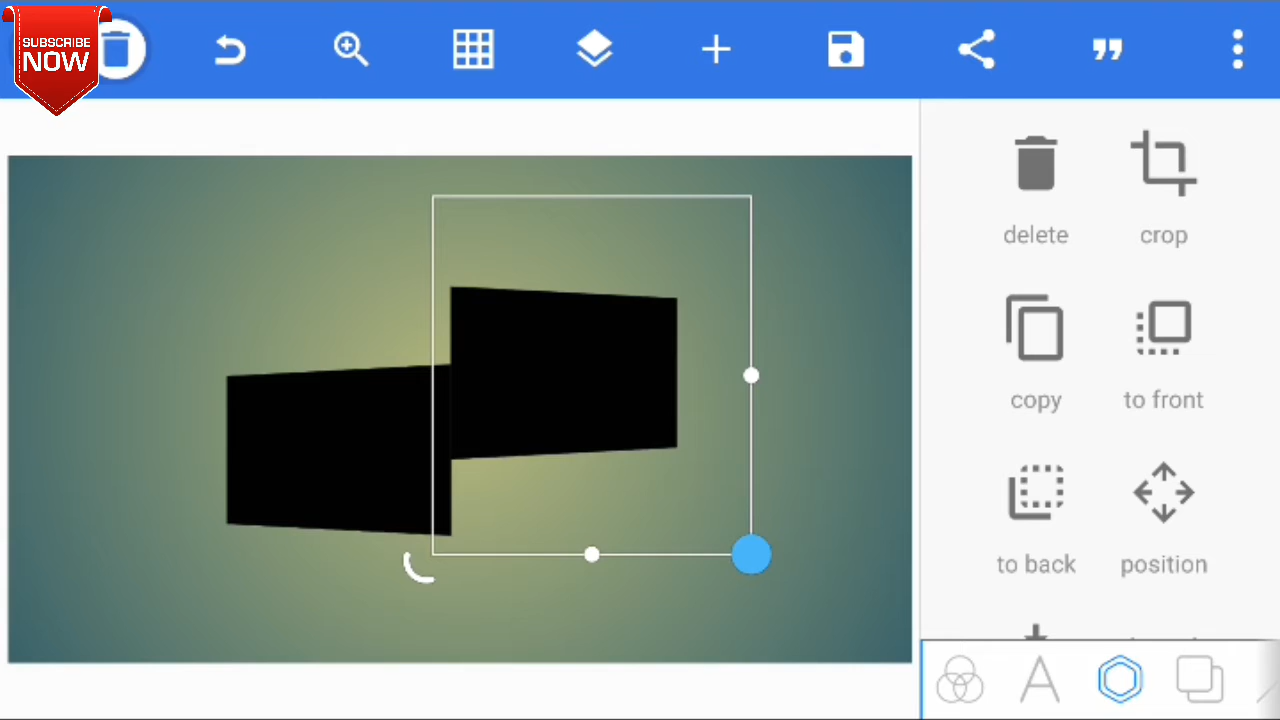 SUBSCRIBE
NOW
delete
crop
copy
to front
to back
position